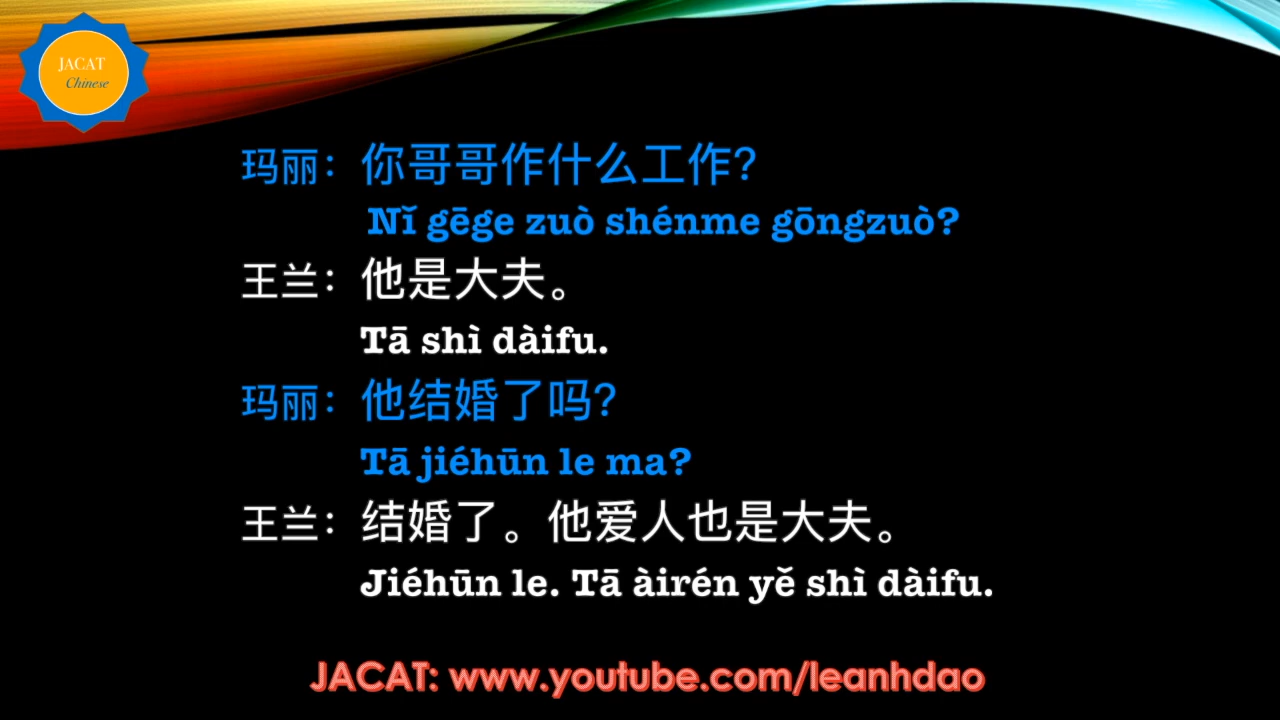 JACAT
Chinese
玛丽：你哥哥作什么工作？
Nǐ gēge zuò shénme gōngzuò?
王兰：他是大夫。
Tā shì dàifu.
玛丽：他结婚了吗？
Tā jiéhūn le ma?
王兰：结婚了。他爱人也是大夫。
Jiéhūn le. Tā àirén yě shì dàifu.
JACAT: www.youtube.com/leanhdao